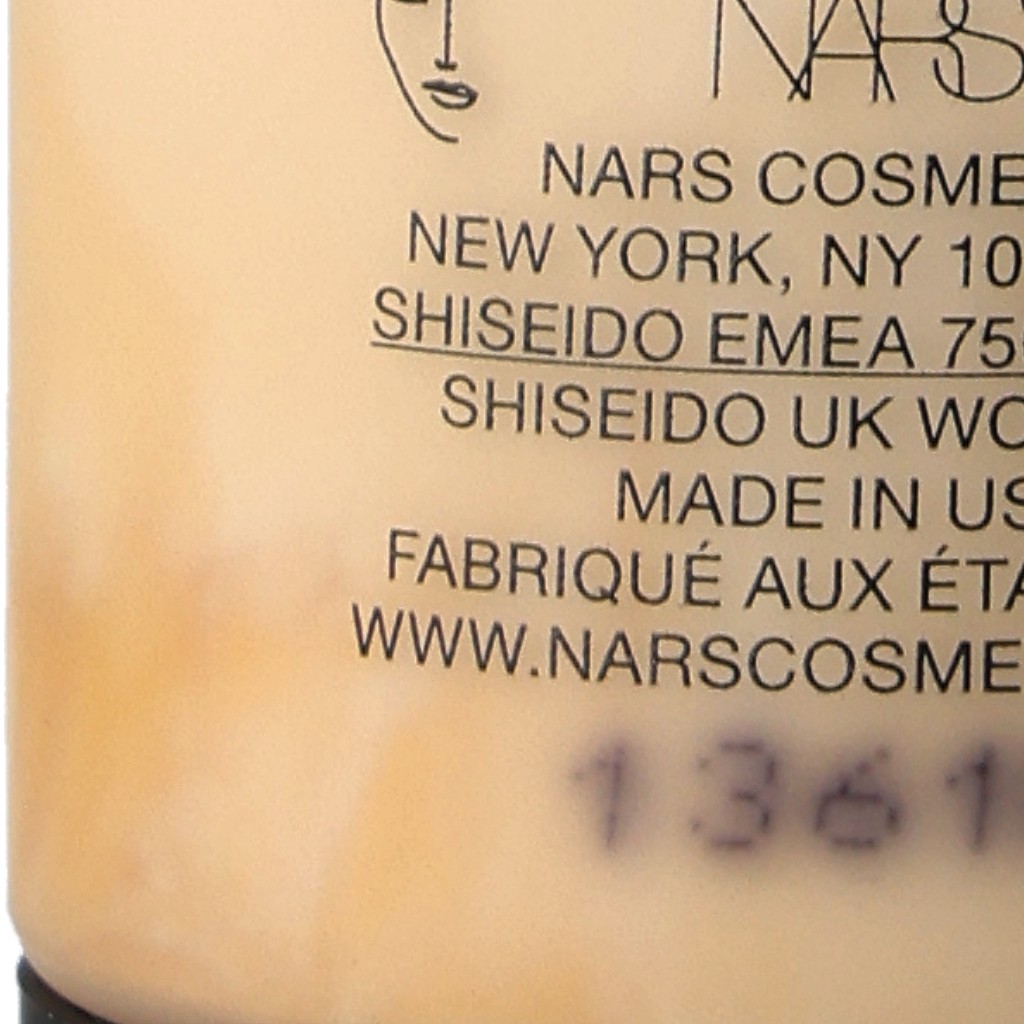 NARS
NARS COSME
NEW YORK, NY 10
SHISEIDO EMEA 75
SHISEIDO UK WO
MADE IN US
FABRIQUÉ AUX ÉTA
WWW.NARSCOSME
1361